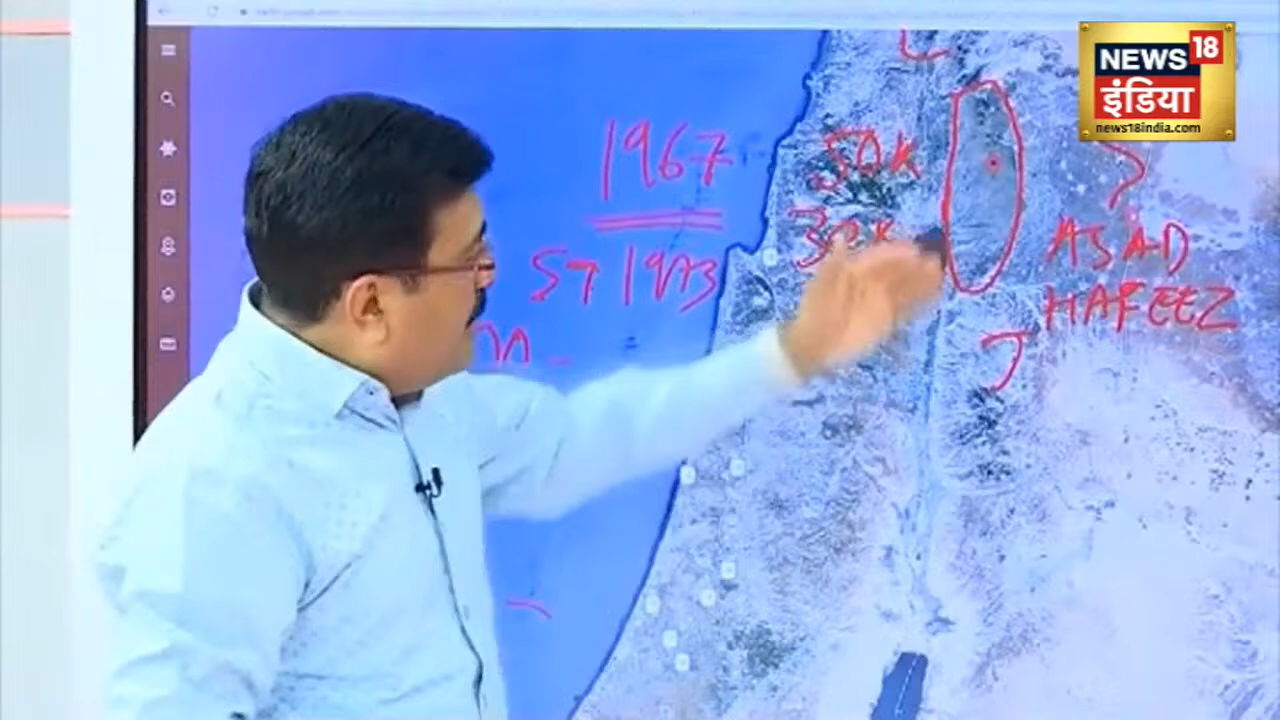 NEWS 18
इंडिया
news18india.com
L
1967
50K
S
ASAD
57 1973
HAFEEZ
J